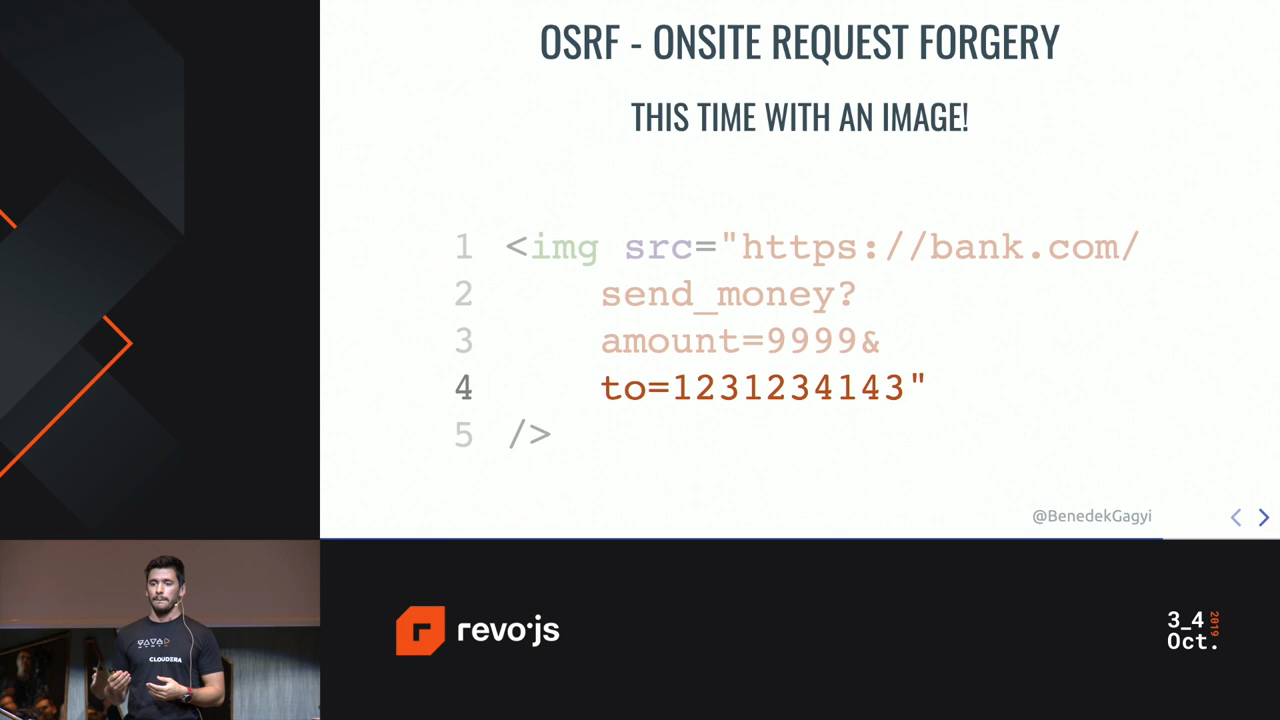 OSRF - ONSITE REQUEST FORGERY
THIS TIME WITH AN IMAGE!
1 <img src="https://bank.com/
2 send_money?
3 amount=9999&
4 to=1231234143"
5 />
@BenedekGagyi
CLOUDERA
r revo.js
3_4 2019
Oct.